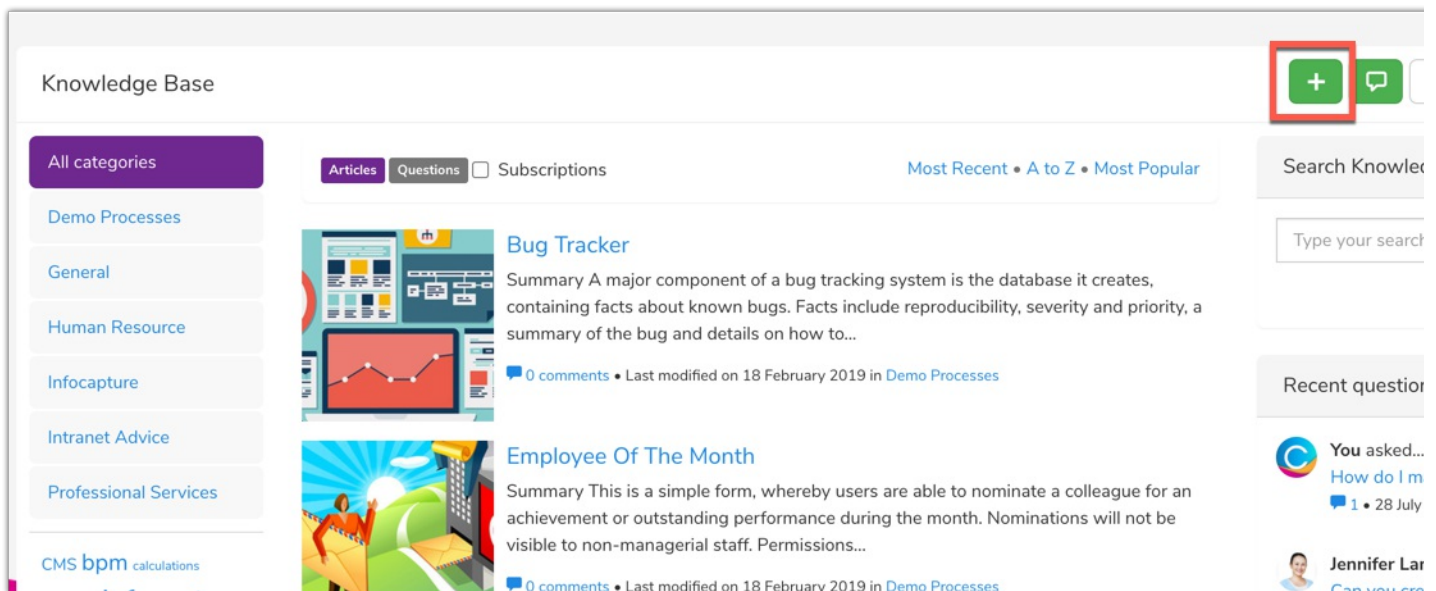 Knowledge Base
All categories
Demo Processes
General
Human Resource
Infocapture
Intranet Advice
Professional Services
CMS bpm calculations
Articles Questions Subscriptions
Most Recent • A to Z • Most Popular
Bug Tracker
Summary A major component of a bug tracking system is the database it creates,
containing facts about known bugs. Facts include reproducibility, severity and priority, a
summary of the bug and details on how to...
0 comments • Last modified on 18 February 2019 in Demo Processes
Employee Of The Month
Summary This is a simple form, whereby users are able to nominate a colleague for an
achievement or outstanding performance during the month. Nominations will not be
visible to non-managerial staff. Permissions...
0 comments • Last modified on 18 February 2019 in Demo Processes
Search Knowled
Type your search
Recent question
You asked...
How do I m
1 • 28 July
Jennifer Lar
Can you cre